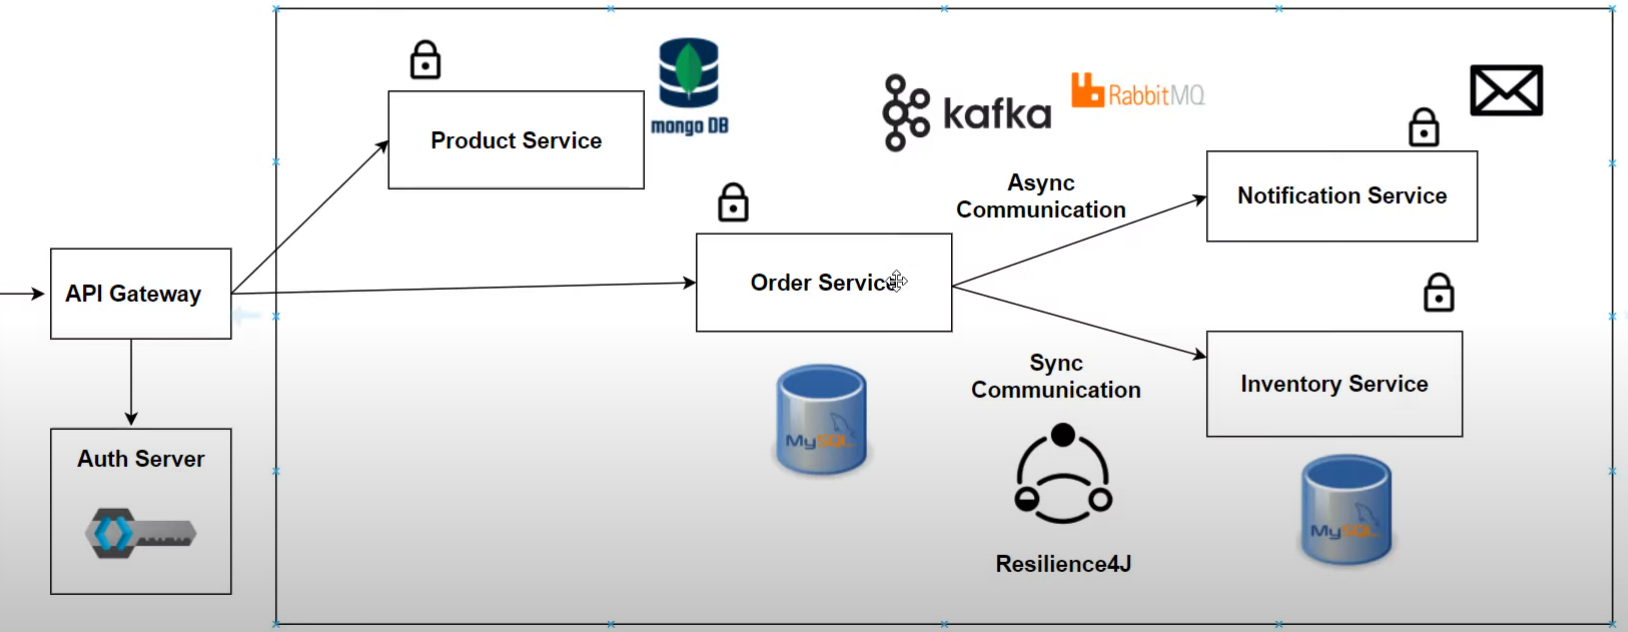 Product Service
mongo DB
kafka
RabbitMQ
Async
Communication
Notification Service
API Gateway
Order Service
Sync
Communication
Inventory Service
MySQL
Auth Server
MySQL
Resilience4J